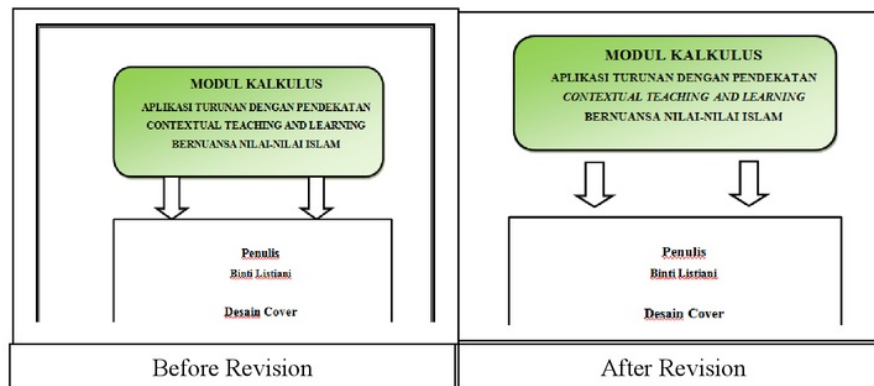 MODUL KALKULUS
APLIKASI TURUNAN DENGAN PENDEKATAN
CONTEXTUAL TEACHING AND LEARNING
BERNUANSA NILAI-NILAI ISLAM
Penulis
Binti Listiani
Desain Cover
Before Revision
MODUL KALKULUS
APLIKASI TURUNAN DENGAN PENDEKATAN
CONTEXTUAL TEACHING AND LEARNING
BERNUANSA NILAI-NILAI ISLAM
Penulis
Binti Listiani
Desain Cover
After Revision